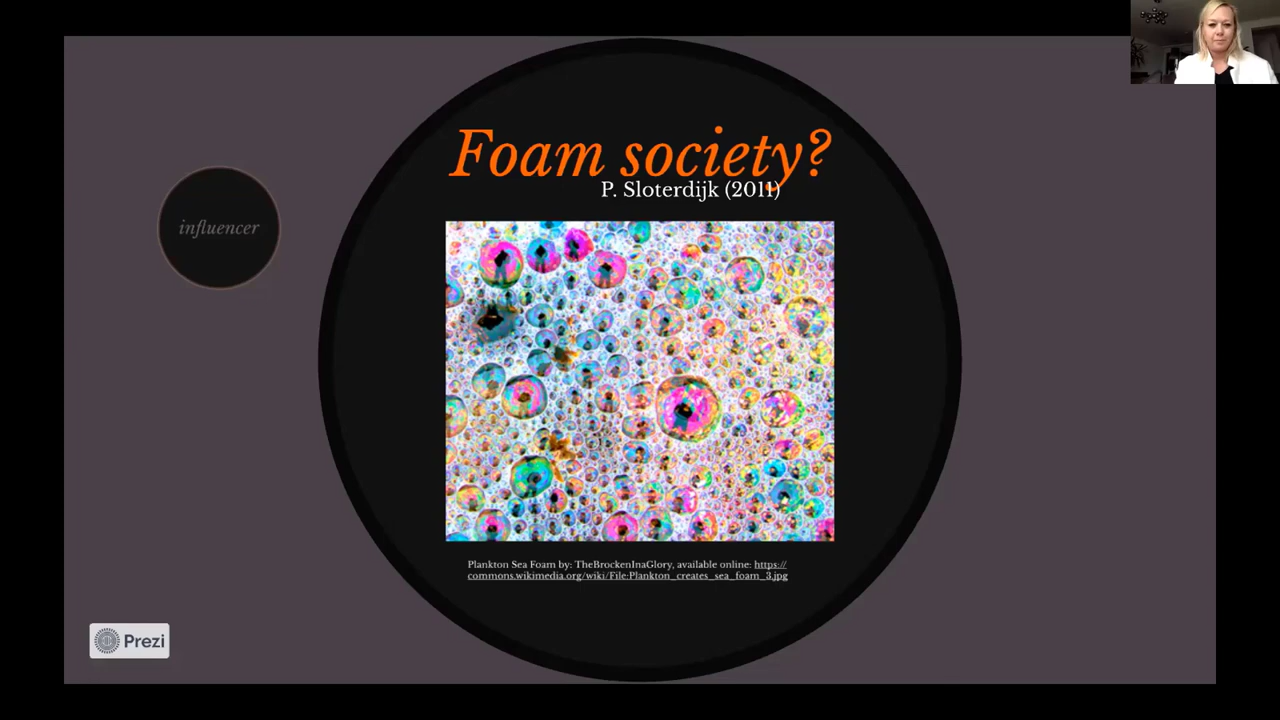 Foam society?
P. Sloterdijk (2011)
influencer
Plankton Sea Foam by: TheBrockenInaGlory, available online: https://
commons.wikimedia.org/wiki/File:Plankton_creates_sea_foam_3.jpg
Prezi